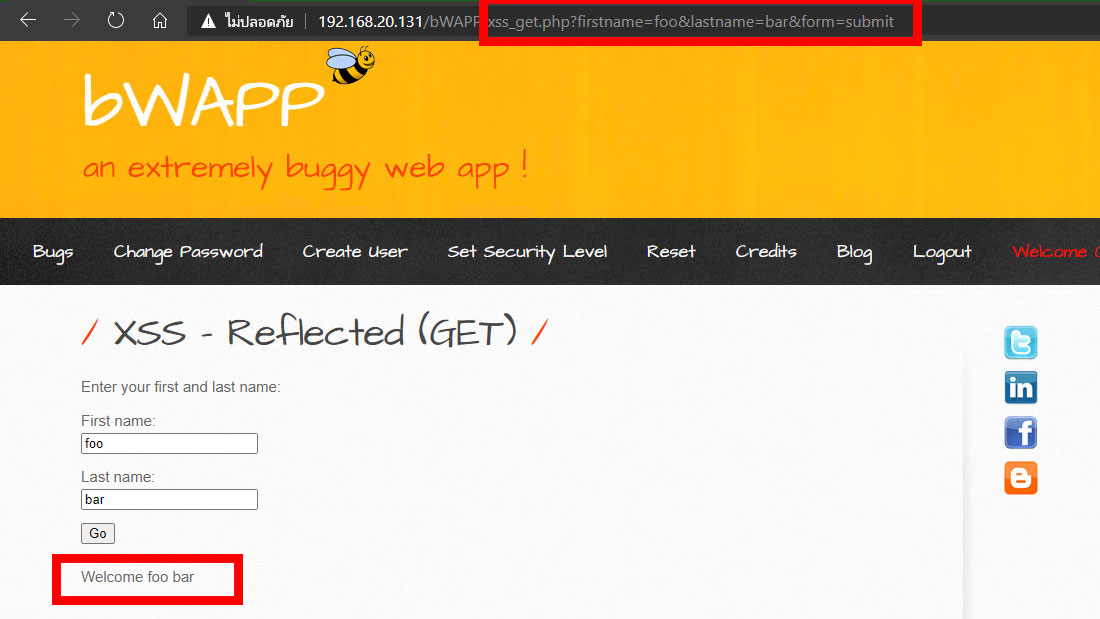 ไม่ปลอดภัย | 192.168.20.131/bWAPP/xss_get.php?firstname=foo&lastname=bar&form=submit
bWAPP
an extremely buggy web app !
Bugs Change Password Create User Set Security Level Reset Credits Blog Logout Welcome
/ XSS - Reflected (GET) /
Enter your first and last name:
First name:
foo
Last name:
bar
Go
Welcome foo bar